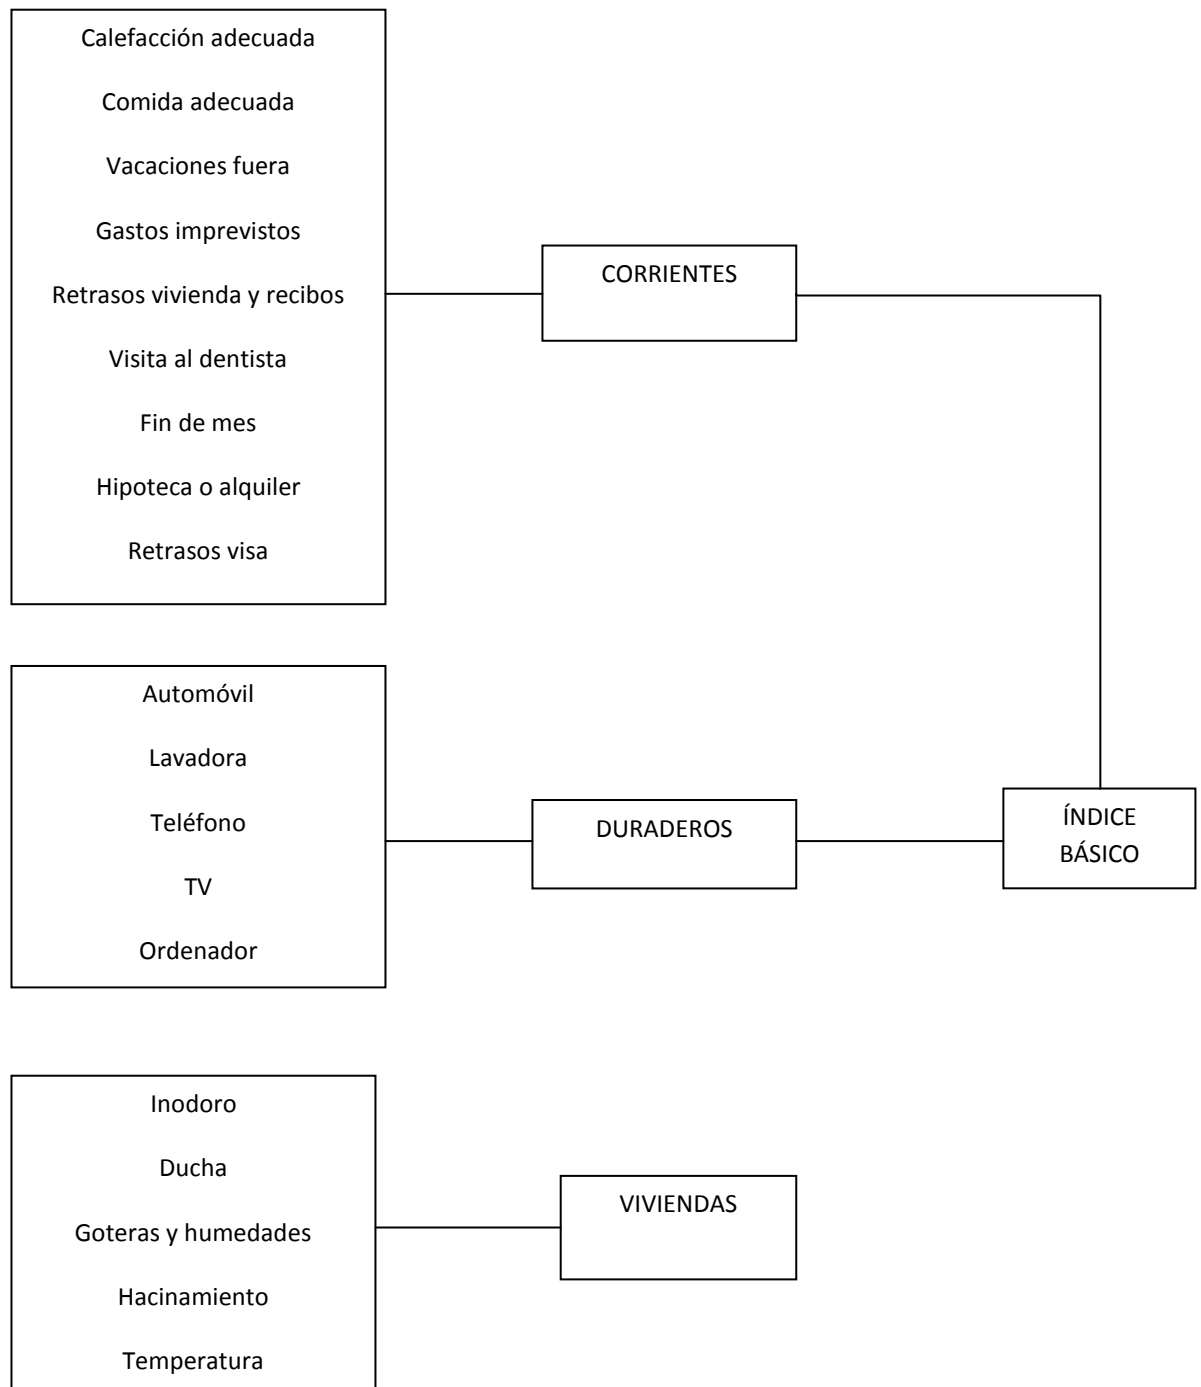 Calefacción adecuada
Comida adecuada
Vacaciones fuera
Gastos imprevistos
Retrasos vivienda y recibos
Visita al dentista
Fin de mes
Hipoteca o alquiler
Retrasos visa
CORRIENTES
Automóvil
Lavadora
Teléfono
TV
Ordenador
DURADEROS
ÍNDICE
BÁSICO
Inodoro
Ducha
Goteras y humedades
Hacinamiento
Temperatura
VIVIENDAS